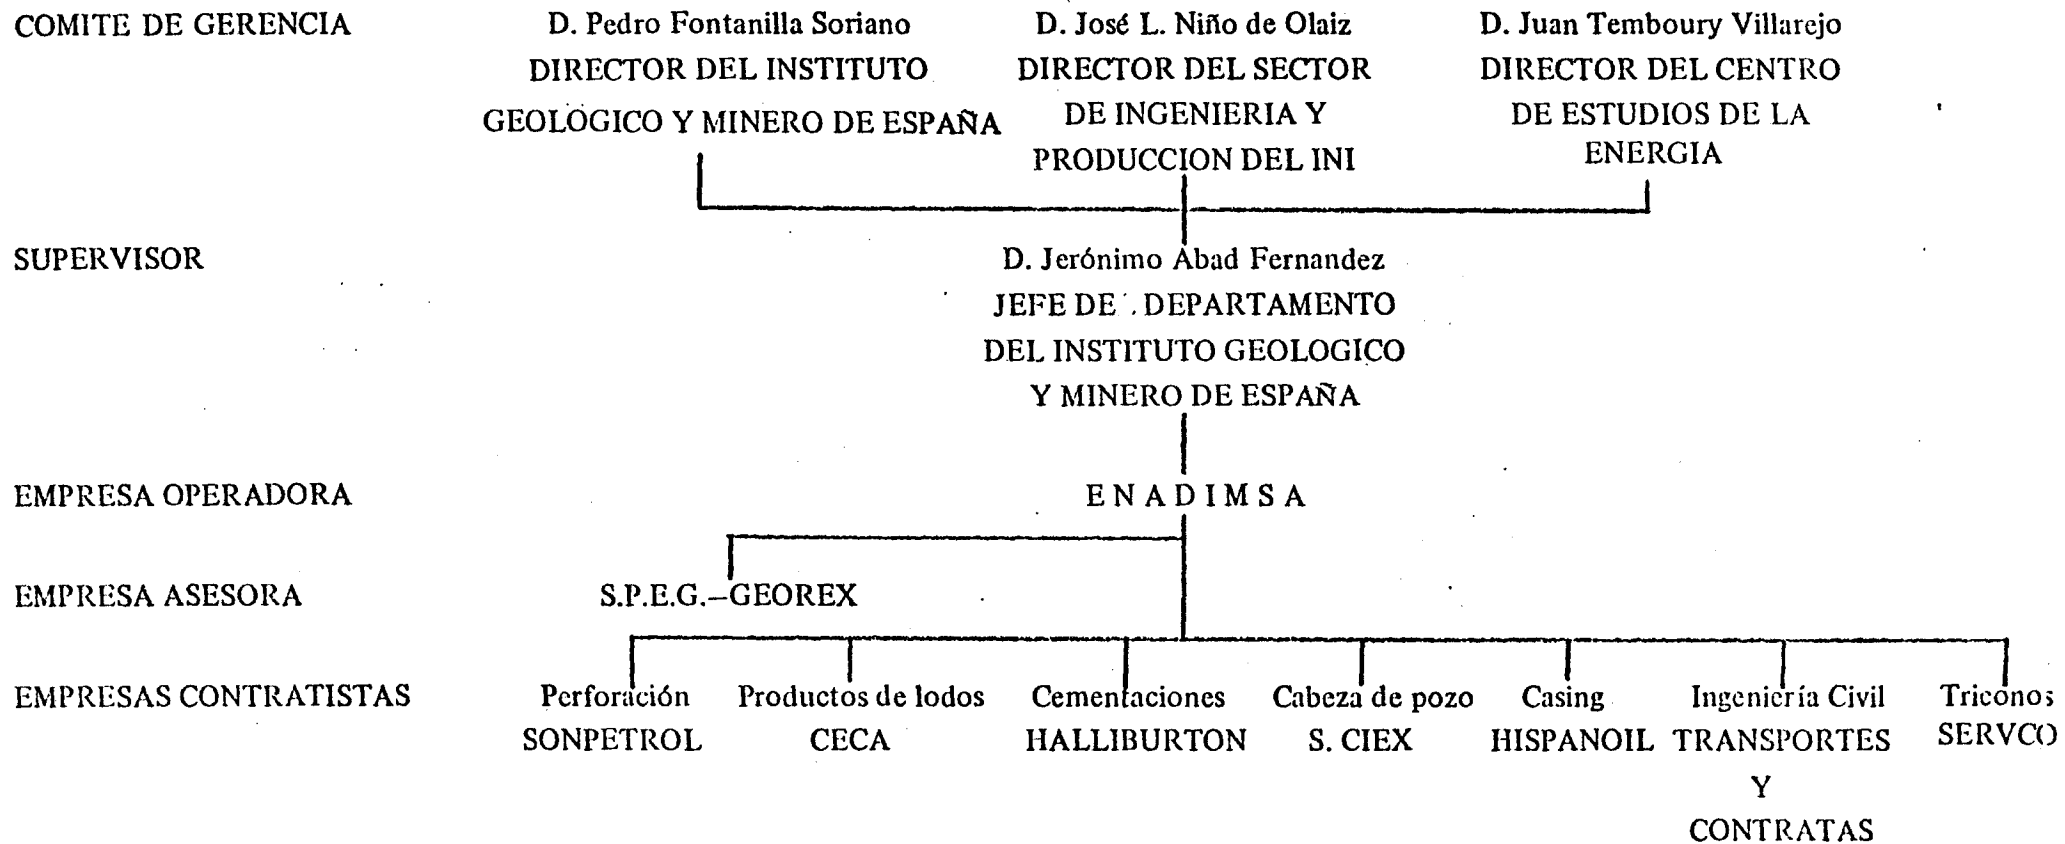 COMITE DE GERENCIA
D. Pedro Fontanilla Soriano
DIRECTOR DEL INSTITUTO
GEOLOGICO Y MINERO DE ESPAÑA
D. José L. Niño de Olaiz
DIRECTOR DEL SECTOR
DE INGENIERIA Y
PRODUCCION DEL INI
D. Juan Temboury Villarejo
DIRECTOR DEL CENTRO
DE ESTUDIOS DE LA
ENERGIA
SUPERVISOR
D. Jerónimo Abad Fernandez
JEFE DE DEPARTAMENTO
DEL INSTITUTO GEOLOGICO
Y MINERO DE ESPAÑA
EMPRESA OPERADORA
E N A D I M S A
EMPRESA ASESORA
S.P.E.G.–GEOREX
EMPRESAS CONTRATISTAS
Perforación
SONPETROL
Productos de lodos
CECA
Cementaciones
HALLIBURTON
Cabeza de pozo
S. CIEX
Casing
HISPANOIL
Ingeniería Civil
TRANSPORTES
Y
CONTRATAS
Triconos
SERVCO